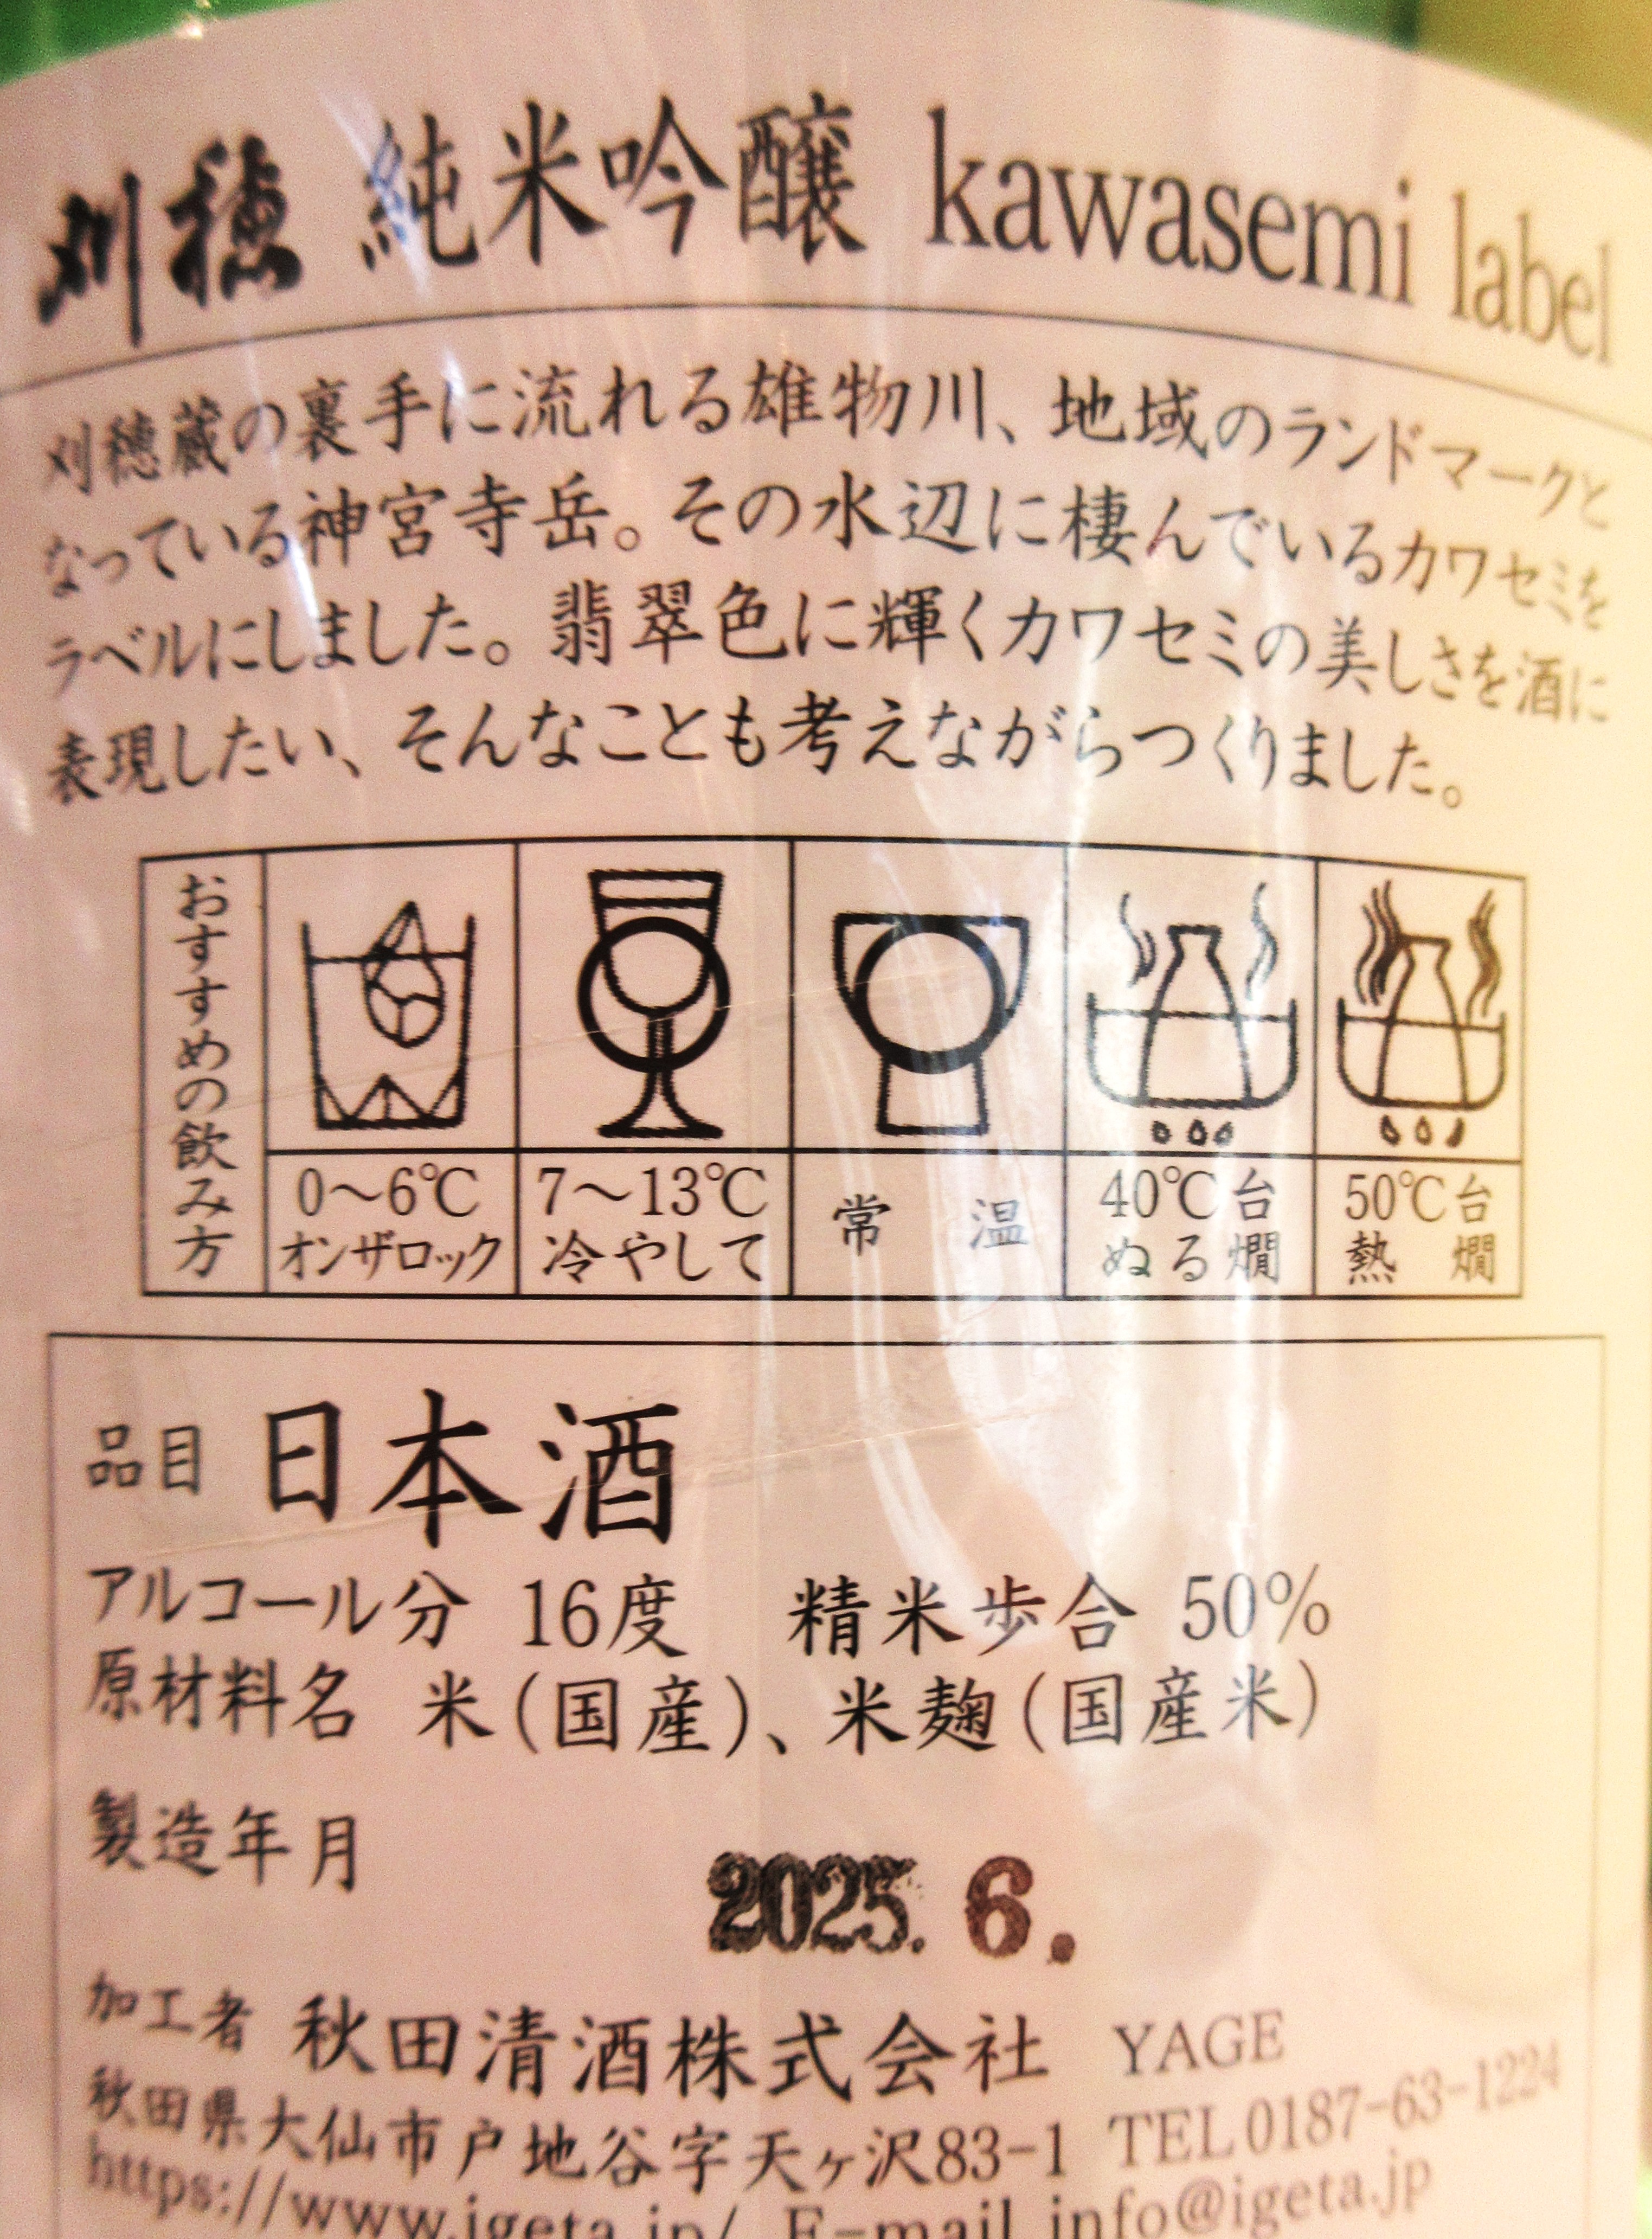 刈穂 純米吟醸 kawasemi label
刈穂蔵の裏手に流れる雄物川、地域のランドマークと
なっている神宮寺岳。その水辺に棲んでいるカワセミを
ラベルにしました。翡翠色に輝くカワセミの美しさを酒に
表現したい、そんなことも考えながらつくりました。
おすすめの飲み方
0〜6℃
オンザロック
7〜13℃
冷やして
常温
40℃台
ぬる燗
50℃台
熱燗
品目 日本酒
アルコール分 16度 精米歩合 50%
原材料名 米(国産)、米麹(国産米)
製造年月
2025. 6.
加工者 秋田清酒株式会社 YAGE
秋田県大仙市戸地谷字天ヶ沢83-1 TEL0187-63-1224
https://www.igeta.jp/ E-mail info@igeta.jp